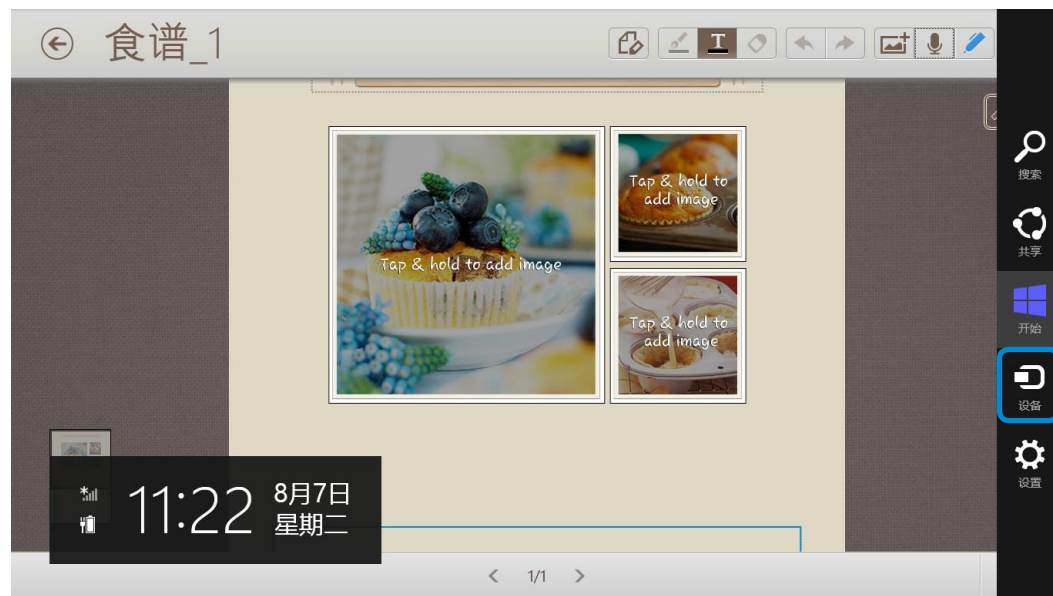 食谱_1
T
Tap & hold to add image
Tap & hold to
add image
Tap & hold to
add image
搜索
共享
开始
设备
设置
11:22
8月7日
星期二
1/1